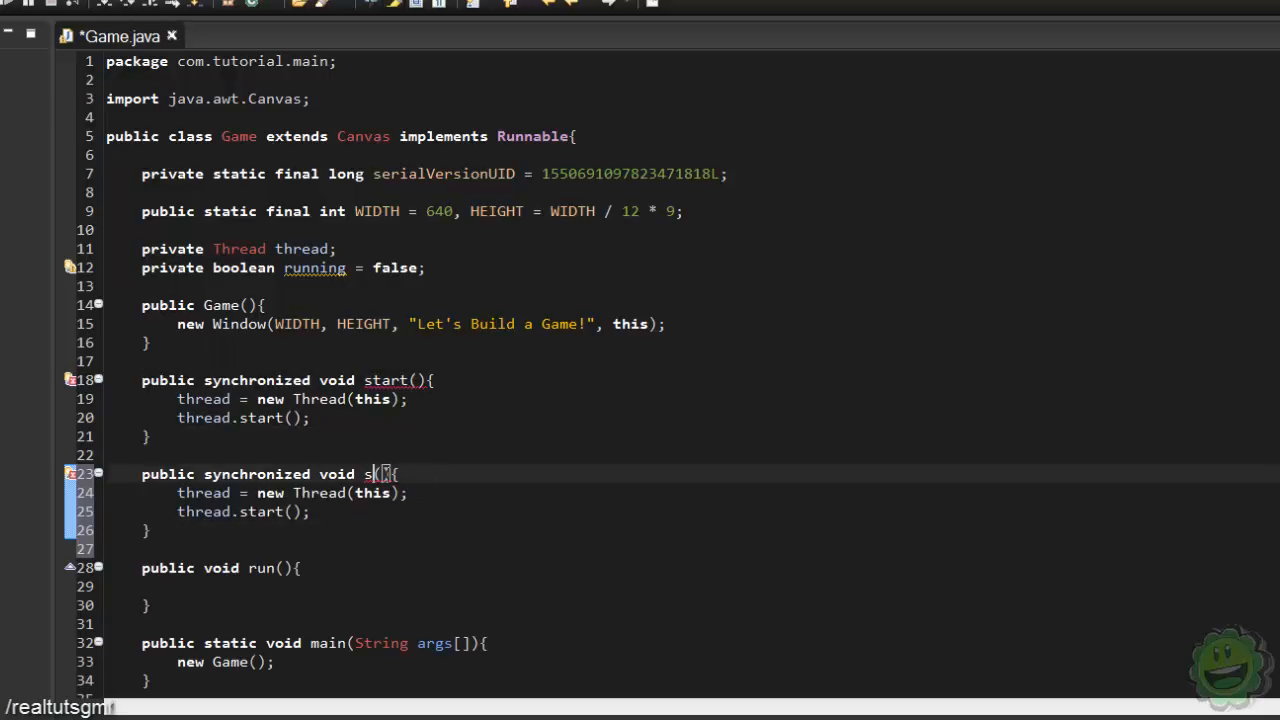 *Game.java
1 package com.tutorial.main;
2
3 import java.awt.Canvas;
4
5 public class Game extends Canvas implements Runnable{
6
7 private static final long serialVersionUID = 1550691097823471818L;
8
9 public static final int WIDTH = 640, HEIGHT = WIDTH / 12 * 9;
10
11 private Thread thread;
12 private boolean running = false;
13
14 public Game(){
15 new Window(WIDTH, HEIGHT, "Let's Build a Game!", this);
16 }
17
18 public synchronized void start(){
19 thread = new Thread(this);
20 thread.start();
21 }
22
23 public synchronized void s(){
24 thread = new Thread(this);
25 thread.start();
26 }
27
28 public void run(){
29
30 }
31
32 public static void main(String args[]){
33 new Game();
34 }
35
/realtutsgml